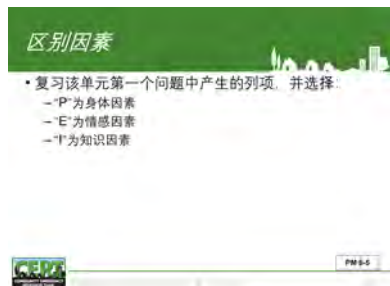 区别因素
• 复习该单元第一个问题中产生的列项，并选择：
– "P"为身体因素
– "E"为情感因素
– "I"为知识因素
CERT
PM 8-5